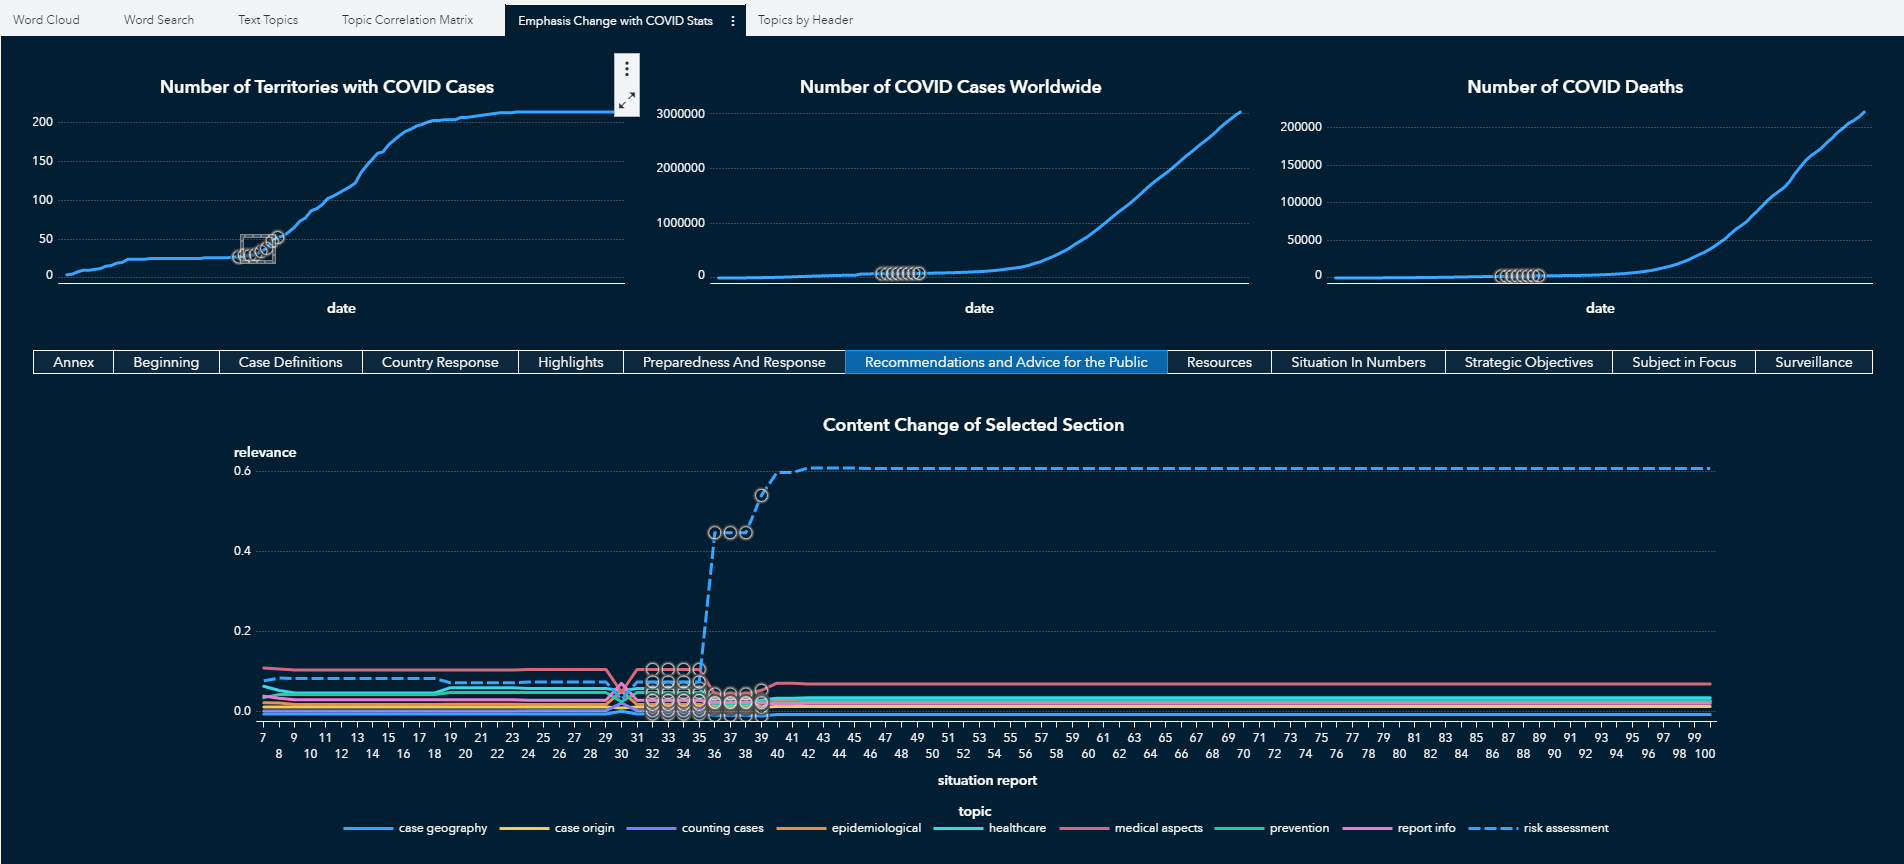 Word Cloud Word Search Text Topics Topic Correlation Matrix Emphasis Change with COVID Stats Topics by Header
Number of Territories with COVID Cases
200
150
100
50
0
date
Number of COVID Cases Worldwide
3000000
2000000
1000000
0
date
Number of COVID Deaths
200000
150000
100000
50000
0
date
Annex Beginning Case Definitions Country Response Highlights Preparedness And Response Recommendations and Advice for the Public Resources Situation In Numbers Strategic Objectives Subject in Focus Surveillance
Content Change of Selected Section
relevance
0.6
0.4
0.2
0.0
7 9 11 13 15 17 19 21 23 25 27 29 31 33 35 37 39 41 43 45 47 49 51 53 55 57 59 61 63 65 67 69 71 73 75 77 79 81 83 85 87 89 91 93 95 97 99
8 10 12 14 16 18 20 22 24 26 28 30 32 34 36 38 40 42 44 46 48 50 52 54 56 58 60 62 64 66 68 70 72 74 76 78 80 82 84 86 88 90 92 94 96 98 100
situation report
topic
case geography case origin counting cases epidemiological healthcare medical aspects prevention report info risk assessment